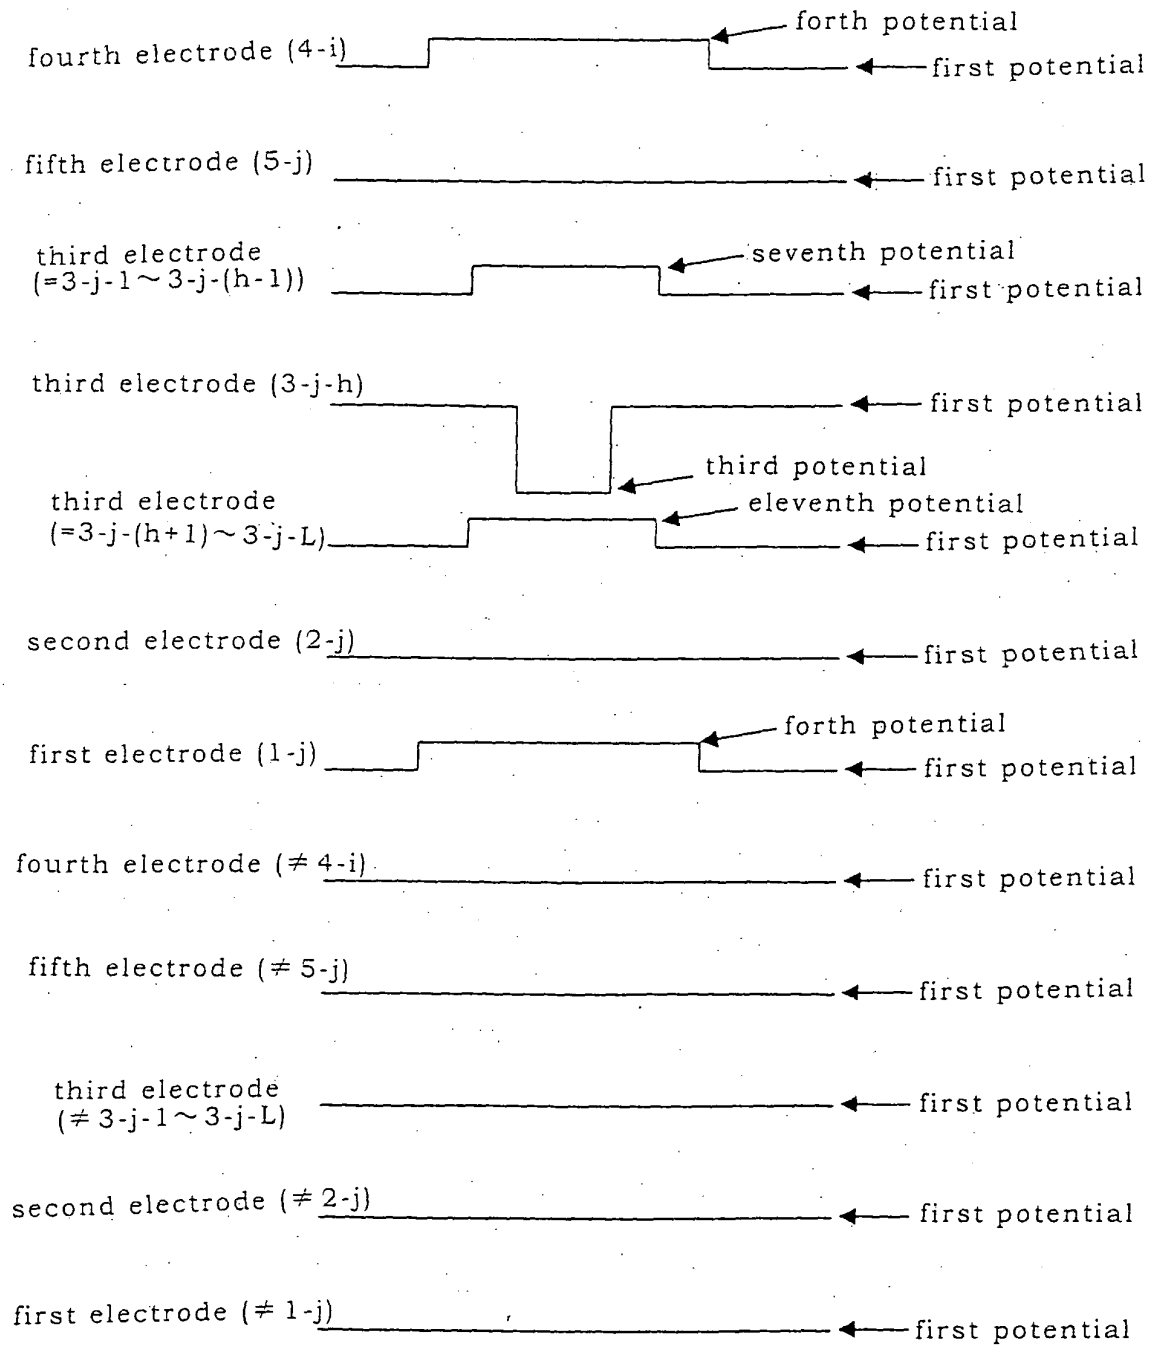 forth potential
fourth electrode (4-i)
first potential
fifth electrode (5-j)
first potential
third electrode
(=3-j-1～3-j-(h-1))
seventh potential
first potential
third electrode (3-j-h)
first potential
third potential
third electrode
(=3-j-(h+1)～3-j-L)
eleventh potential
first potential
second electrode (2-j)
first potential
forth potential
first electrode (1-j)
first potential
fourth electrode (≠4-i)
first potential
fifth electrode (≠5-j)
first potential
third electrode
(≠3-j-1～3-j-L)
first potential
second electrode (≠2-j)
first potential
first electrode (≠1-j)
first potential